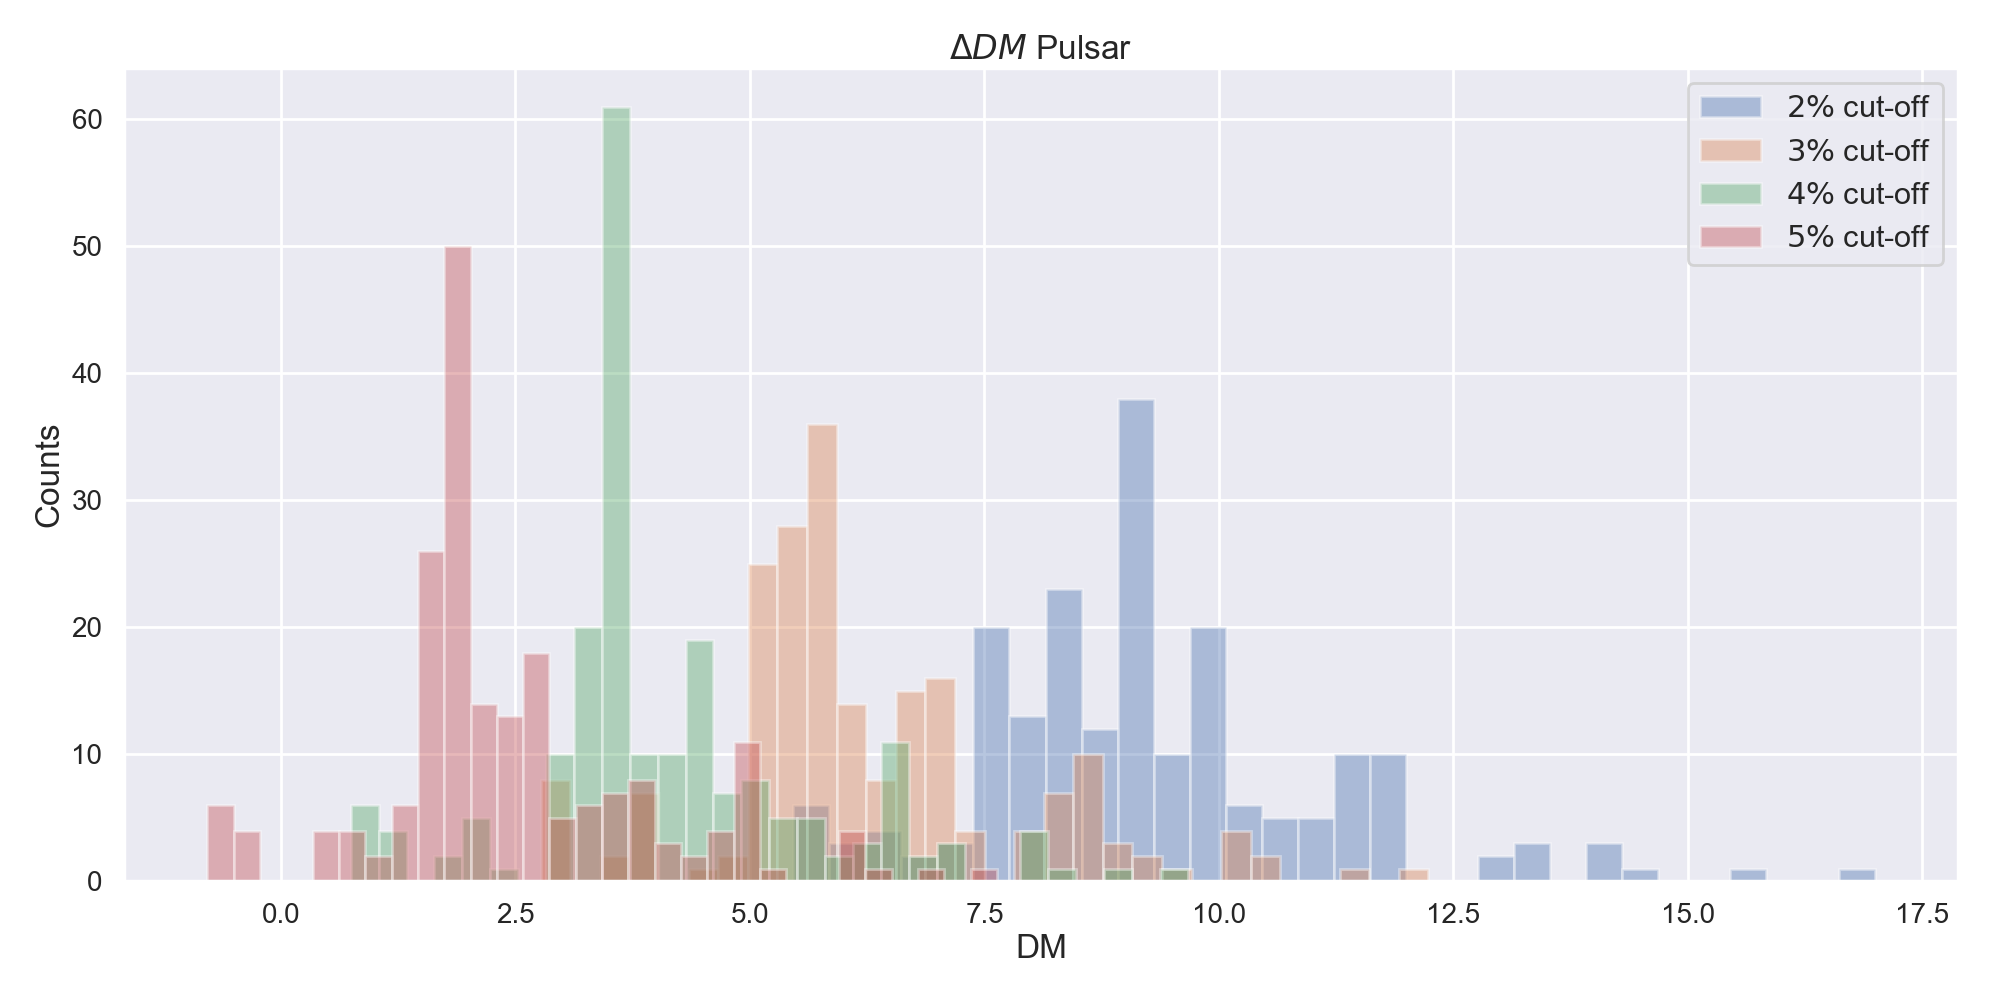 ΔDM Pulsar
60
50
40
30
20
10
0
Counts
0.0 2.5 5.0 7.5 10.0 12.5 15.0 17.5
DM
2% cut-off
3% cut-off
4% cut-off
5% cut-off